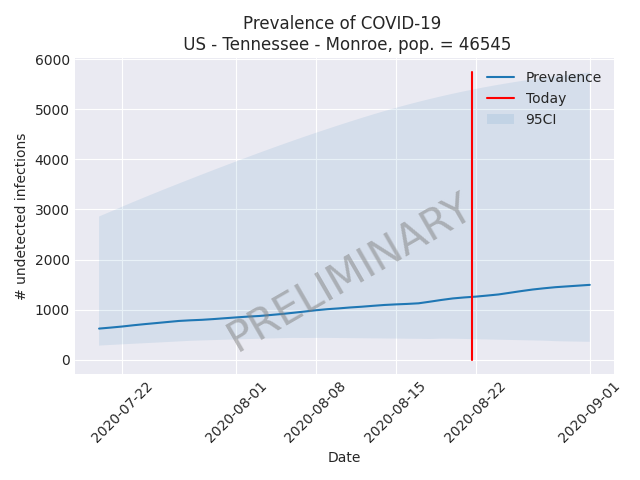 Prevalence of COVID-19
US - Tennessee - Monroe, pop. = 46545
# undetected infections
6000
5000
4000
3000
2000
1000
0
Prevalence
Today
95CI
PRELIMINARY
2020-07-22
2020-08-01
2020-08-08
2020-08-15
2020-08-22
2020-09-01
Date